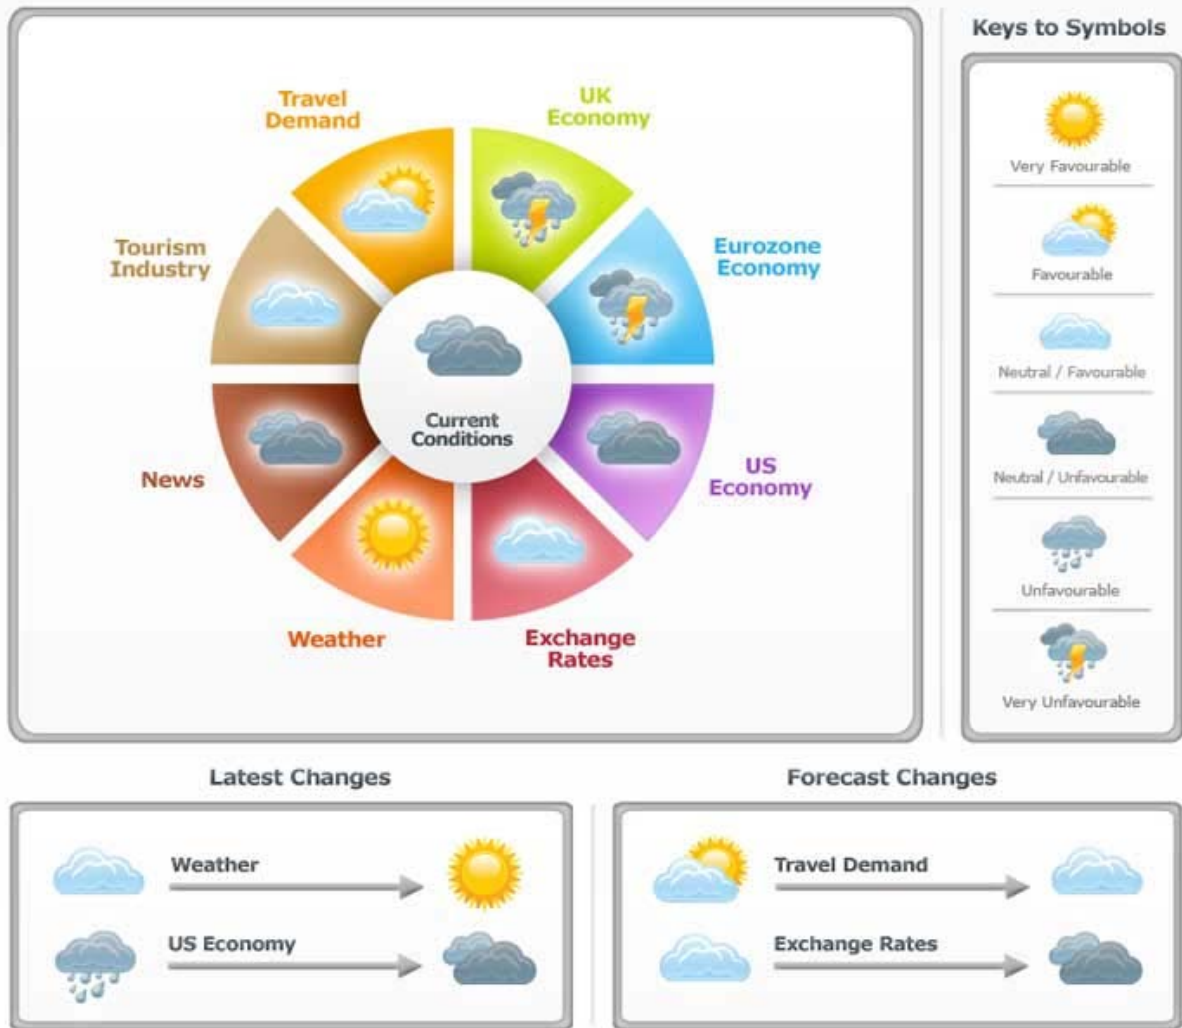 Keys to Symbols
Travel
Demand
UK
Economy
Tourism
Industry
Eurozone
Economy
Current
Conditions
News
US
Economy
Weather
Exchange
Rates
Very Favourable
Favourable
Neutral / Favourable
Neutral / Unfavourable
Unfavourable
Very Unfavourable
Latest Changes
Weather
US Economy
Forecast Changes
Travel Demand
Exchange Rates